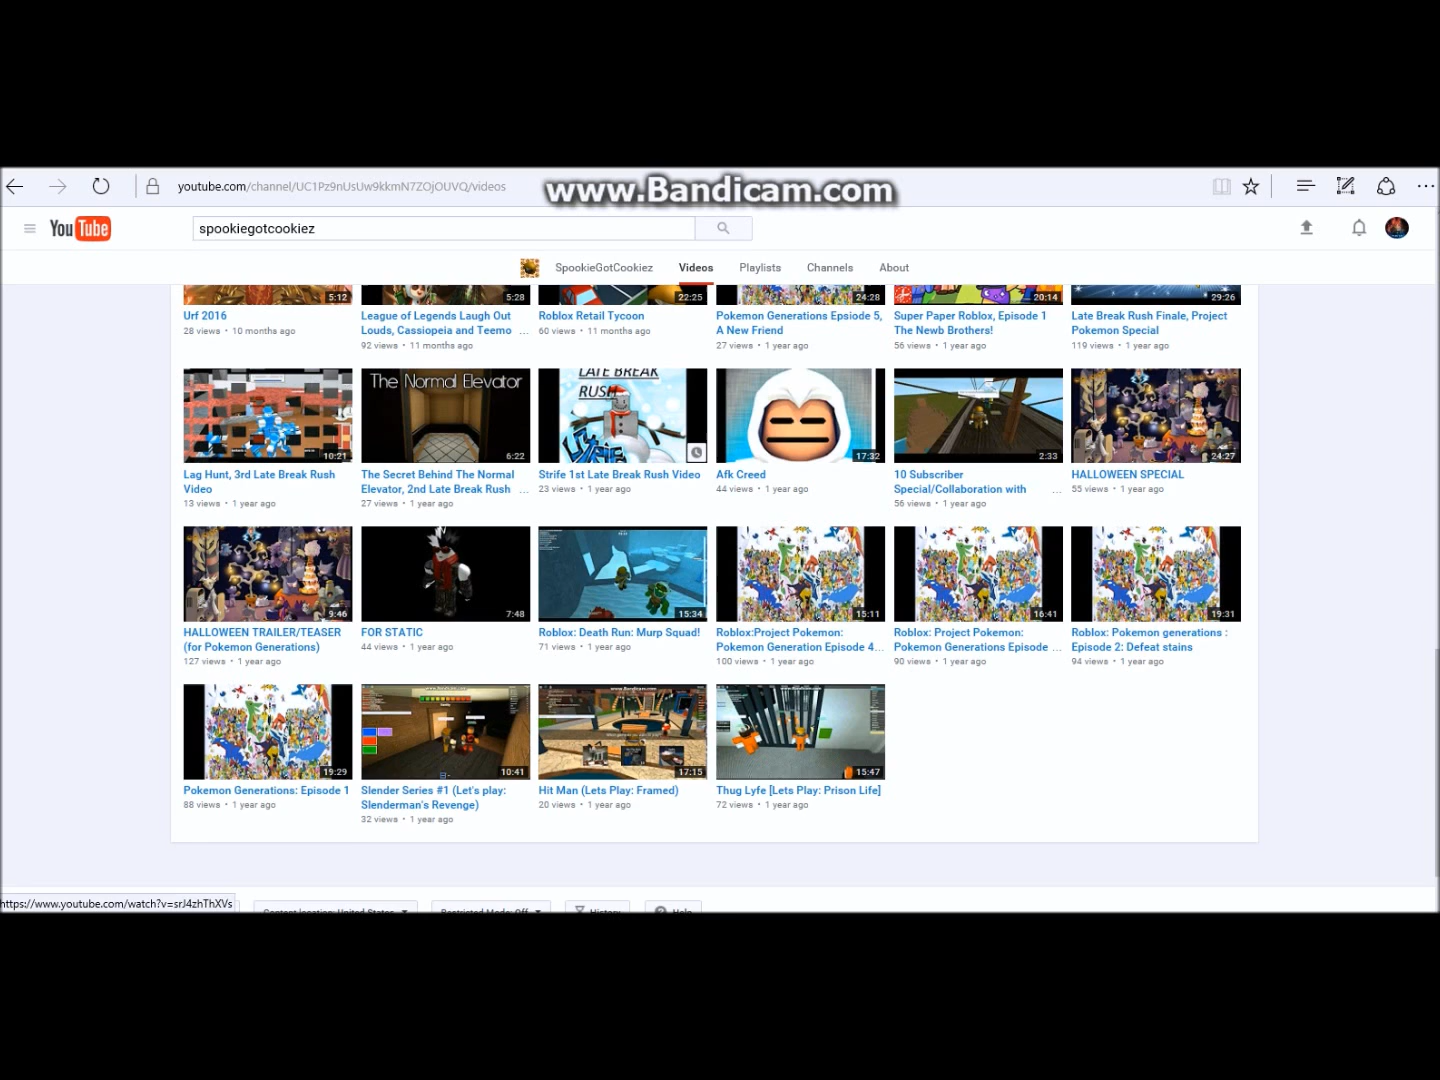 www.Bandicam.com
youtube.com/channel/UC1Pz9nUsUw9kkmN7ZOjOUVQ/videos
YouTube
spookiegotcookiez
SpookieGotCookiez Videos Playlists Channels About
5:12 5:28 22:25 24:28 20:14 29:26
Urf 2016
28 views • 10 months ago
League of Legends Laugh Out
Louds, Cassiopeia and Teemo ...
92 views • 11 months ago
Roblox Retail Tycoon
60 views • 11 months ago
Pokemon Generations Epsiode 5,
A New Friend
27 views • 1 year ago
Super Paper Roblox, Episode 1
The Newb Brothers!
56 views • 1 year ago
Late Break Rush Finale, Project
Pokemon Special
119 views • 1 year ago
10:21
Lag Hunt, 3rd Late Break Rush
Video
13 views • 1 year ago
The Normal Elevator
6:22
The Secret Behind The Normal
Elevator, 2nd Late Break Rush ...
27 views • 1 year ago
LATE BREAK
RUSH
Strife 1st Late Break Rush Video
23 views • 1 year ago
17:32
Afk Creed
44 views • 1 year ago
2:33
10 Subscriber
Special/Collaboration with ...
56 views • 1 year ago
24:27
HALLOWEEN SPECIAL
55 views • 1 year ago
9:46
HALLOWEEN TRAILER/TEASER
(for Pokemon Generations)
127 views • 1 year ago
7:48
FOR STATIC
44 views • 1 year ago
15:34
Roblox: Death Run: Murp Squad!
71 views • 1 year ago
15:11
Roblox:Project Pokemon:
Pokemon Generation Episode 4...
100 views • 1 year ago
16:41
Roblox: Project Pokemon:
Pokemon Generations Episode ...
90 views • 1 year ago
19:31
Roblox: Pokemon generations :
Episode 2: Defeat stains
94 views • 1 year ago
19:29
Pokemon Generations: Episode 1
88 views • 1 year ago
10:41
Slender Series #1 (Let's play:
Slenderman's Revenge)
32 views • 1 year ago
www.Bandicam.com
17:15
Hit Man (Lets Play: Framed)
20 views • 1 year ago
15:47
Thug Lyfe [Lets Play: Prison Life]
72 views • 1 year ago
https://www.youtube.com/watch?v=srJ4zhThXVs
Content location: United States Restricted Mode: Off History Help